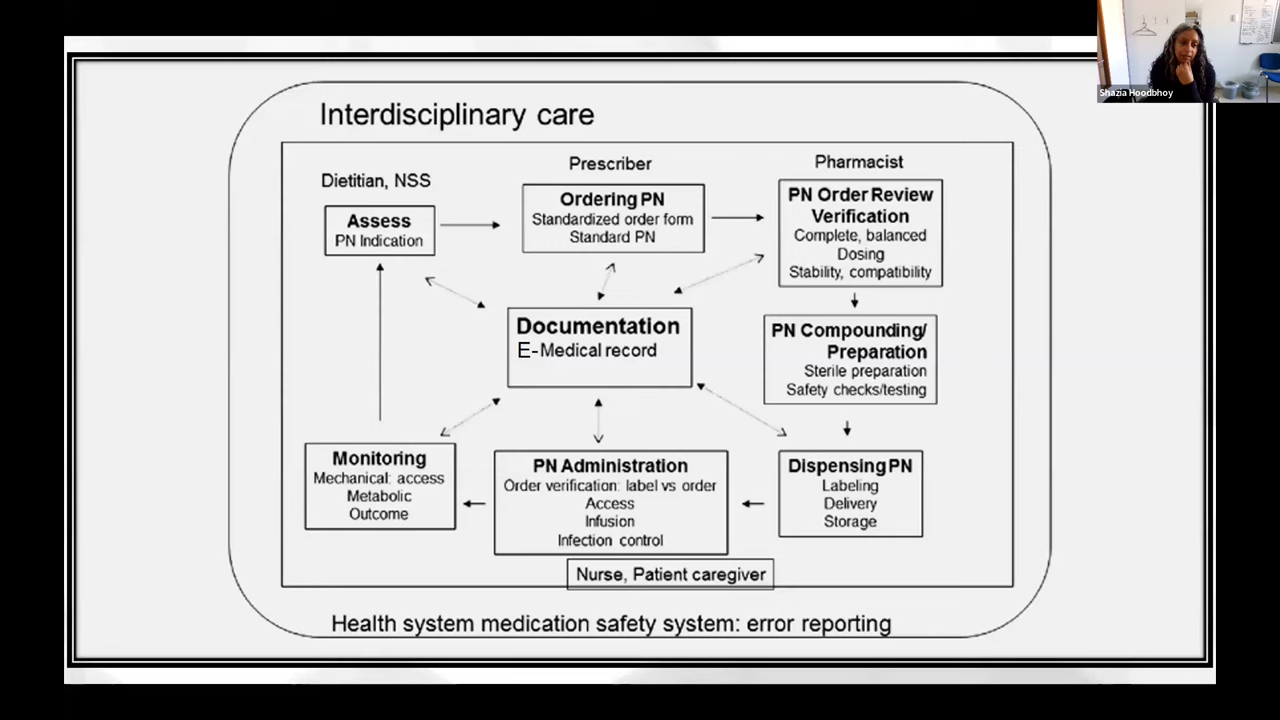 Shazia Hoodbhoy
Interdisciplinary care
Dietitian, NSS
Assess
PN Indication
Prescriber
Ordering PN
Standardized order form
Standard PN
Pharmacist
PN Order Review
Verification
Complete, balanced
Dosing
Stability, compatibility
Documentation
E-Medical record
PN Compounding/
Preparation
Sterile preparation
Safety checks/testing
Monitoring
Mechanical: access
Metabolic
Outcome
PN Administration
Order verification: label vs order
Access
Infusion
Infection control
Dispensing PN
Labeling
Delivery
Storage
Nurse, Patient caregiver
Health system medication safety system: error reporting